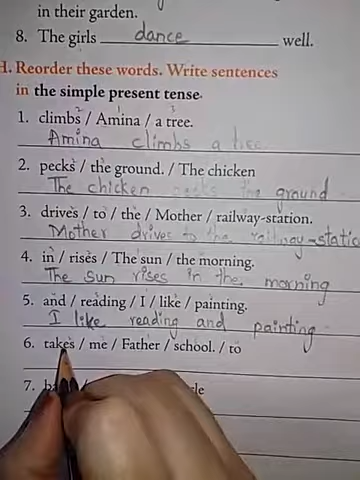 in their garden.
8. The girls dance well.
H. Reorder these words. Write sentences
in the simple present tense.
1. climbs / Amina / a tree.
2 1 3
Amina climbs a tree
2. pecks / the ground. / The chicken
The chicken pecks the ground
3. drives / to / the / Mother / railway-station.
Mother drives to the railway-static
4. in / rises / The sun / the morning.
The sun rises in the morning
5. and / reading / I / like / painting.
I like reading and painting
6. takes / me / Father / school. / to
7.